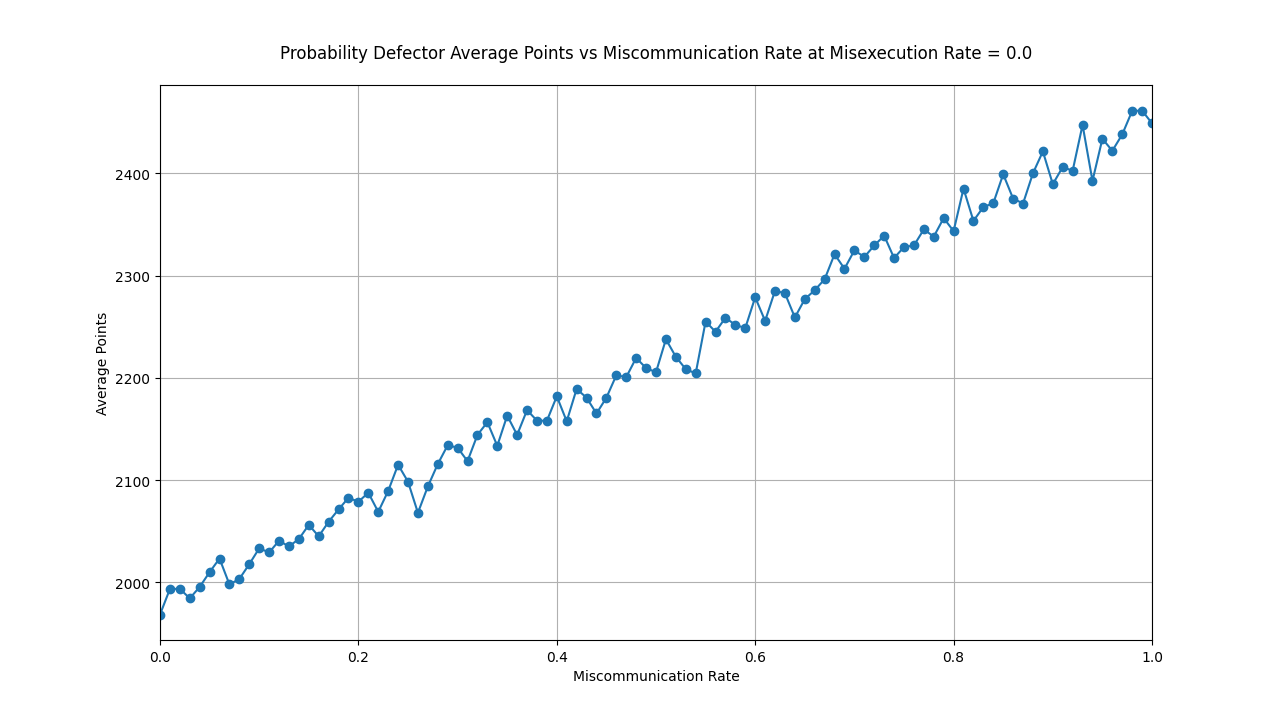 Probability Defector Average Points vs Miscommunication Rate at Misexecution Rate = 0.0
2400
2300
2200
2100
2000
Average Points
0.0 0.2 0.4 0.6 0.8 1.0
Miscommunication Rate